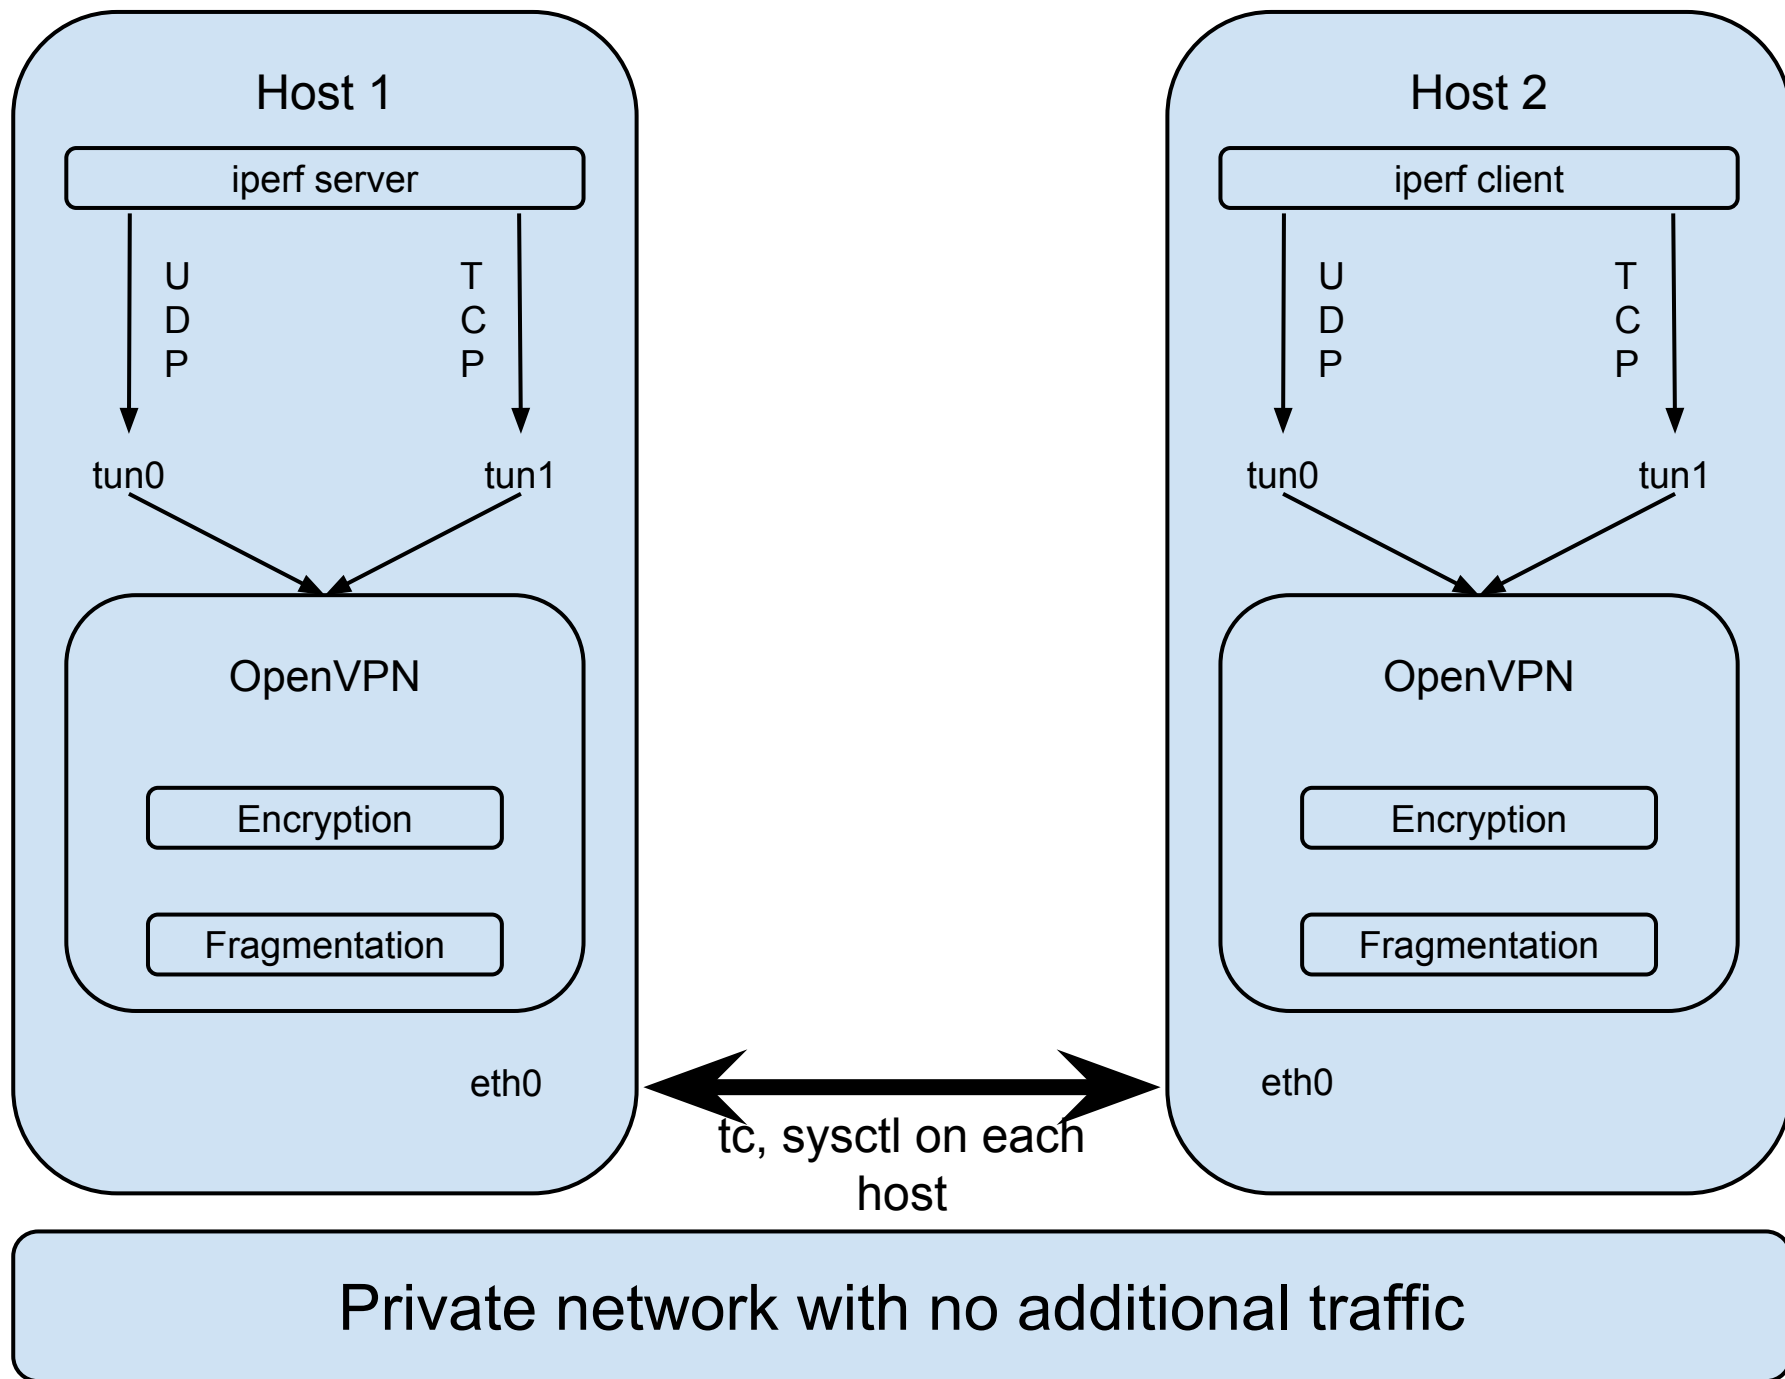 Host 1
iperf server
U
D
P
T
C
P
tun0
tun1
OpenVPN
Encryption
Fragmentation
eth0
Host 2
iperf client
U
D
P
T
C
P
tun0
tun1
OpenVPN
Encryption
Fragmentation
eth0
tc, sysctl on each
host
Private network with no additional traffic